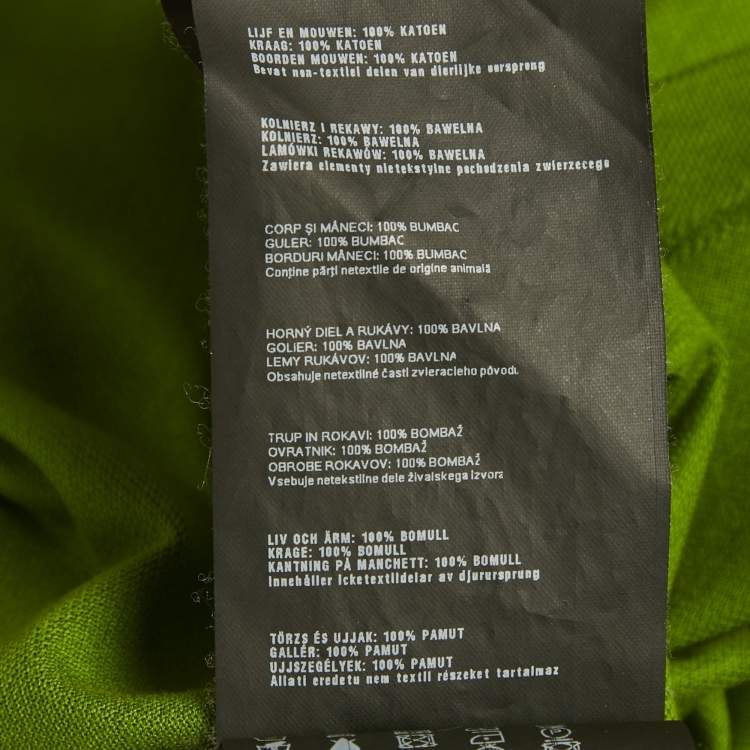 LIJF EN MOUWEN: 100% KATOEN
KRAAG: 100% KATOEN
BOORDEN MOUWEN: 100% KATOEN
Bevat non-textiel delen van dierlijke oorsprong
KOLNIERZ I REKAWY: 100% BAWELNA
KOLNIERZ: 100% BAWELNA
LAMÓWKI REKAWÓW: 100% BAWELNA
Zawiera elementy nietekstylne pochodzenia zwierzecego
CORP ŞI MÂNECI: 100% BUMBAC
GULER: 100% BUMBAC
BORDURI MÂNECI: 100% BUMBAC
Conţine părţi netextile de origine animală
HORNÝ DIEL A RUKÁVY: 100% BAVLNA
GOLIER: 100% BAVLNA
LEMY RUKÁVOV: 100% BAVLNA
Obsahuje netextilné časti zvieracieho pôvodu.
TRUP IN ROKAVI: 100% BOMBAŽ
OVRATNIK: 100% BOMBAŽ
OBROBE ROKAVOV: 100% BOMBAŽ
Vsebuje netekstilne dele živalskega izvora
LIV OCH ÄRM: 100% BOMULL
KRAGE: 100% BOMULL
KANTNING PÅ MANCHETT: 100% BOMULL
Innehåller icketextildelar av djurursprung
TÖRZS ÉS UJJAK: 100% PAMUT
GALLÉR: 100% PAMUT
UJJSZEGÉLYEK: 100% PAMUT
Állati eredetu nem textil részeket tartalmaz